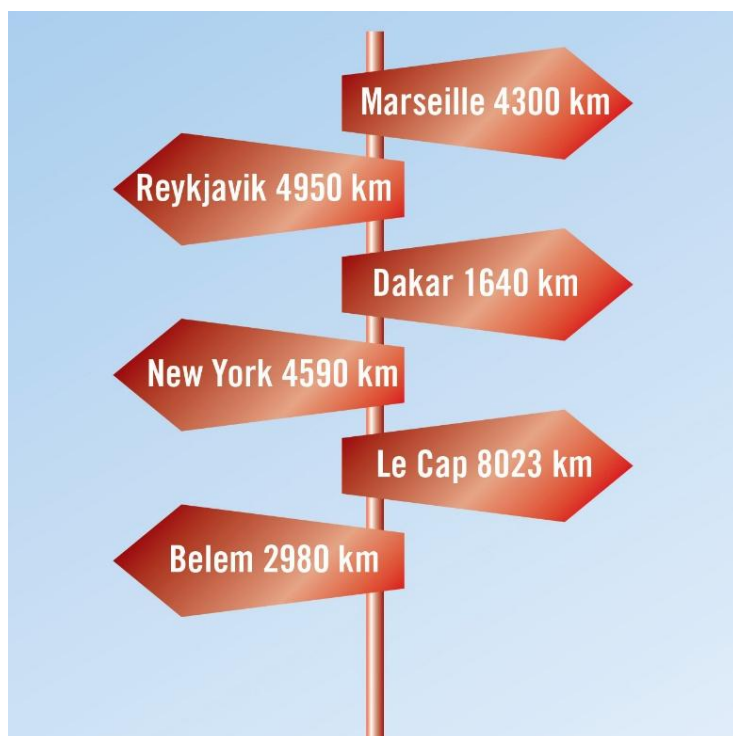 Marseille 4300 km
Reykjavik 4950 km
Dakar 1640 km
New York 4590 km
Le Cap 8023 km
Belem 2980 km